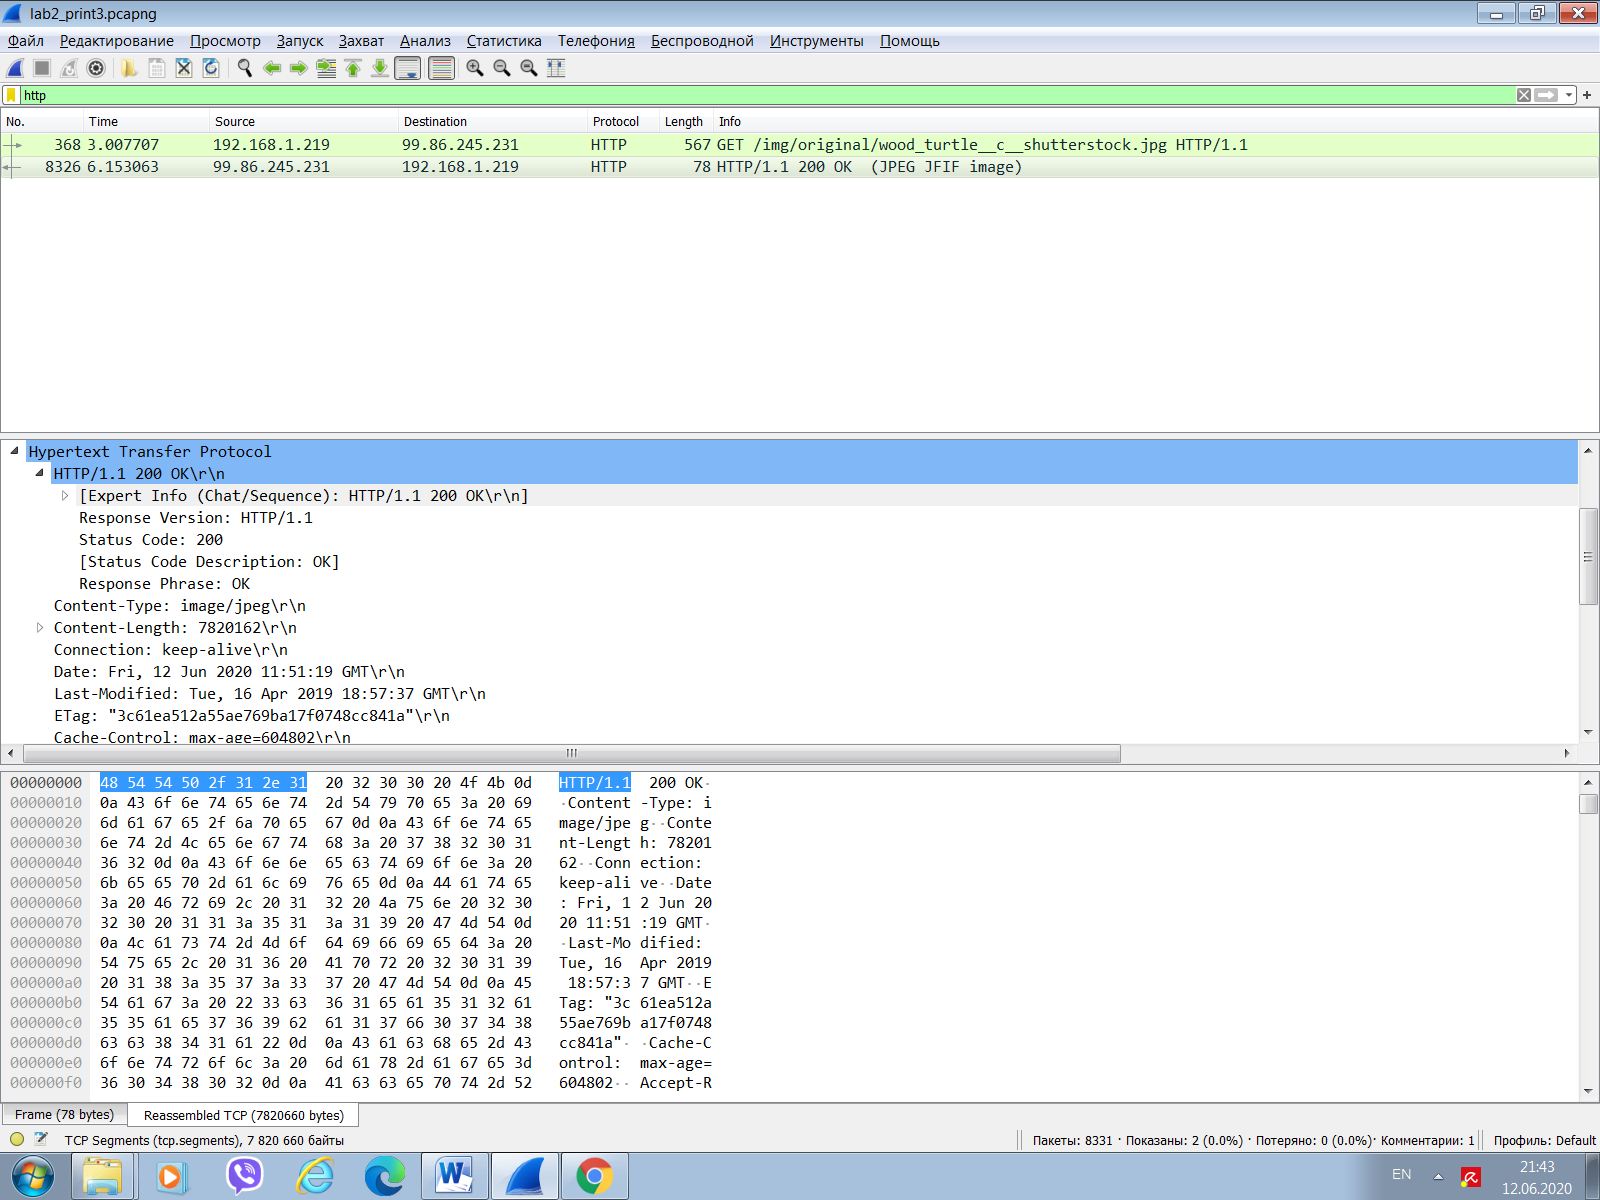 lab2_print3.pcapng
Файл Редактирование Просмотр Запуск Захват Анализ Статистика Телефония Беспроводной Инструменты Помощь
http
No. Time Source Destination Protocol Length Info
368 3.007707 192.168.1.219 99.86.245.231 HTTP 567 GET /img/original/wood_turtle__c__shutterstock.jpg HTTP/1.1
8326 6.153063 99.86.245.231 192.168.1.219 HTTP 78 HTTP/1.1 200 OK (JPEG JFIF image)
Hypertext Transfer Protocol
HTTP/1.1 200 OK\r\n
[Expert Info (Chat/Sequence): HTTP/1.1 200 OK\r\n]
Response Version: HTTP/1.1
Status Code: 200
[Status Code Description: OK]
Response Phrase: OK
Content-Type: image/jpeg\r\n
Content-Length: 7820162\r\n
Connection: keep-alive\r\n
Date: Fri, 12 Jun 2020 11:51:19 GMT\r\n
Last-Modified: Tue, 16 Apr 2019 18:57:37 GMT\r\n
ETag: "3c61ea512a55ae769ba17f0748cc841a"\r\n
Cache-Control: max-age=604802\r\n
00000000 48 54 54 50 2f 31 2e 31 20 32 30 30 20 4f 4b 0d HTTP/1.1 200 OK·
00000010 0a 43 6f 6e 74 65 6e 74 2d 54 79 70 65 3a 20 69 ·Content -Type: i
00000020 6d 61 67 65 2f 6a 70 65 67 0d 0a 43 6f 6e 74 65 mage/jpe g··Conte
00000030 6e 74 2d 4c 65 6e 67 74 68 3a 20 37 38 32 30 31 nt-Lengt h: 78201
00000040 36 32 0d 0a 43 6f 6e 6e 65 63 74 69 6f 6e 3a 20 62··Conn ection:
00000050 6b 65 65 70 2d 61 6c 69 76 65 0d 0a 44 61 74 65 keep-ali ve··Date
00000060 3a 20 46 72 69 2c 20 31 32 20 4a 75 6e 20 32 30 : Fri, 1 2 Jun 20
00000070 32 30 20 31 31 3a 35 31 3a 31 39 20 47 4d 54 0d 20 11:51 :19 GMT·
00000080 0a 4c 61 73 74 2d 4d 6f 64 69 66 69 65 64 3a 20 ·Last-Mo dified:
00000090 54 75 65 2c 20 31 36 20 41 70 72 20 32 30 31 39 Tue, 16 Apr 2019
000000a0 20 31 38 3a 35 37 3a 33 37 20 47 4d 54 0d 0a 45 18:57:3 7 GMT··E
000000b0 54 61 67 3a 20 22 33 63 36 31 65 61 35 31 32 61 Tag: "3c 61ea512a
000000c0 35 35 61 65 37 36 39 62 61 31 37 66 30 37 34 38 55ae769b a17f0748
000000d0 63 63 38 34 31 61 22 0d 0a 43 61 63 68 65 2d 43 cc841a"· ·Cache-C
000000e0 6f 6e 74 72 6f 6c 3a 20 6d 61 78 2d 61 67 65 3d ontrol: max-age=
000000f0 36 30 34 38 30 32 0d 0a 41 63 63 65 70 74 2d 52 604802·· Accept-R
Frame (78 bytes) Reassembled TCP (7820660 bytes)
TCP Segments (tcp.segments), 7 820 660 байты Пакеты: 8331 · Показаны: 2 (0.0%) · Потеряно: 0 (0.0%) · Комментарии: 1 Профиль: Default
EN 21:43
12.06.2020